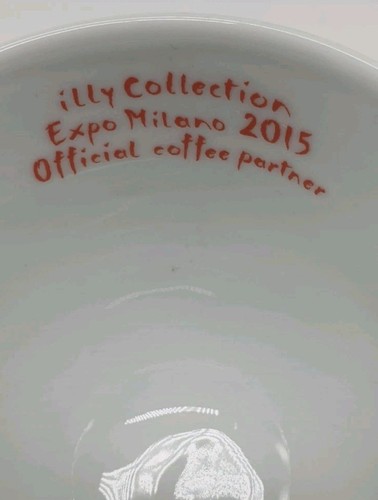 illy Collection
Expo Milano 2015
Official coffee partner